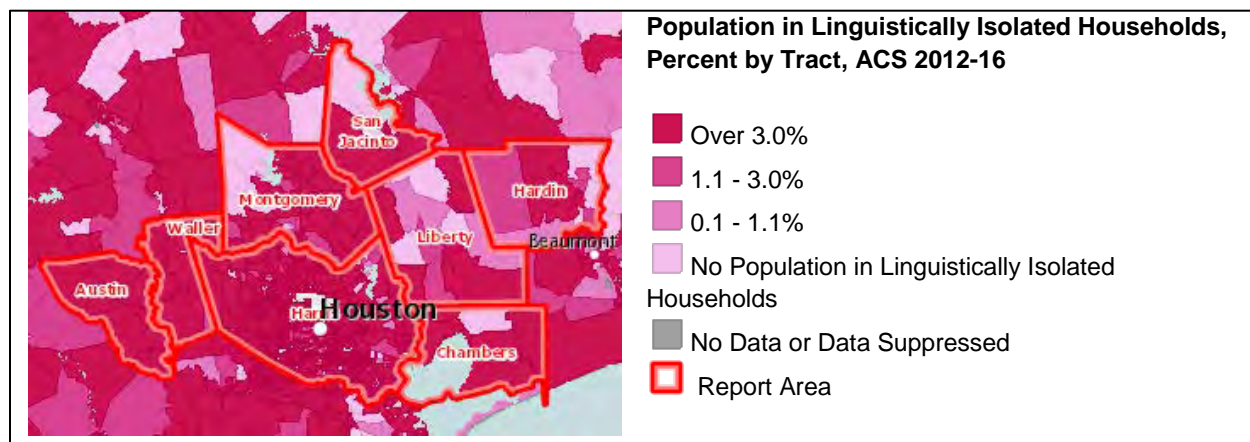 Population in Linguistically Isolated Households,
Percent by Tract, ACS 2012-16
Over 3.0%
1.1 - 3.0%
0.1 - 1.1%
No Population in Linguistically Isolated
Households
No Data or Data Suppressed
Report Area
San
Jacinto
Montgomery
Hardin
Waller
Liberty
Beaumont
Austin
Houston
Chambers